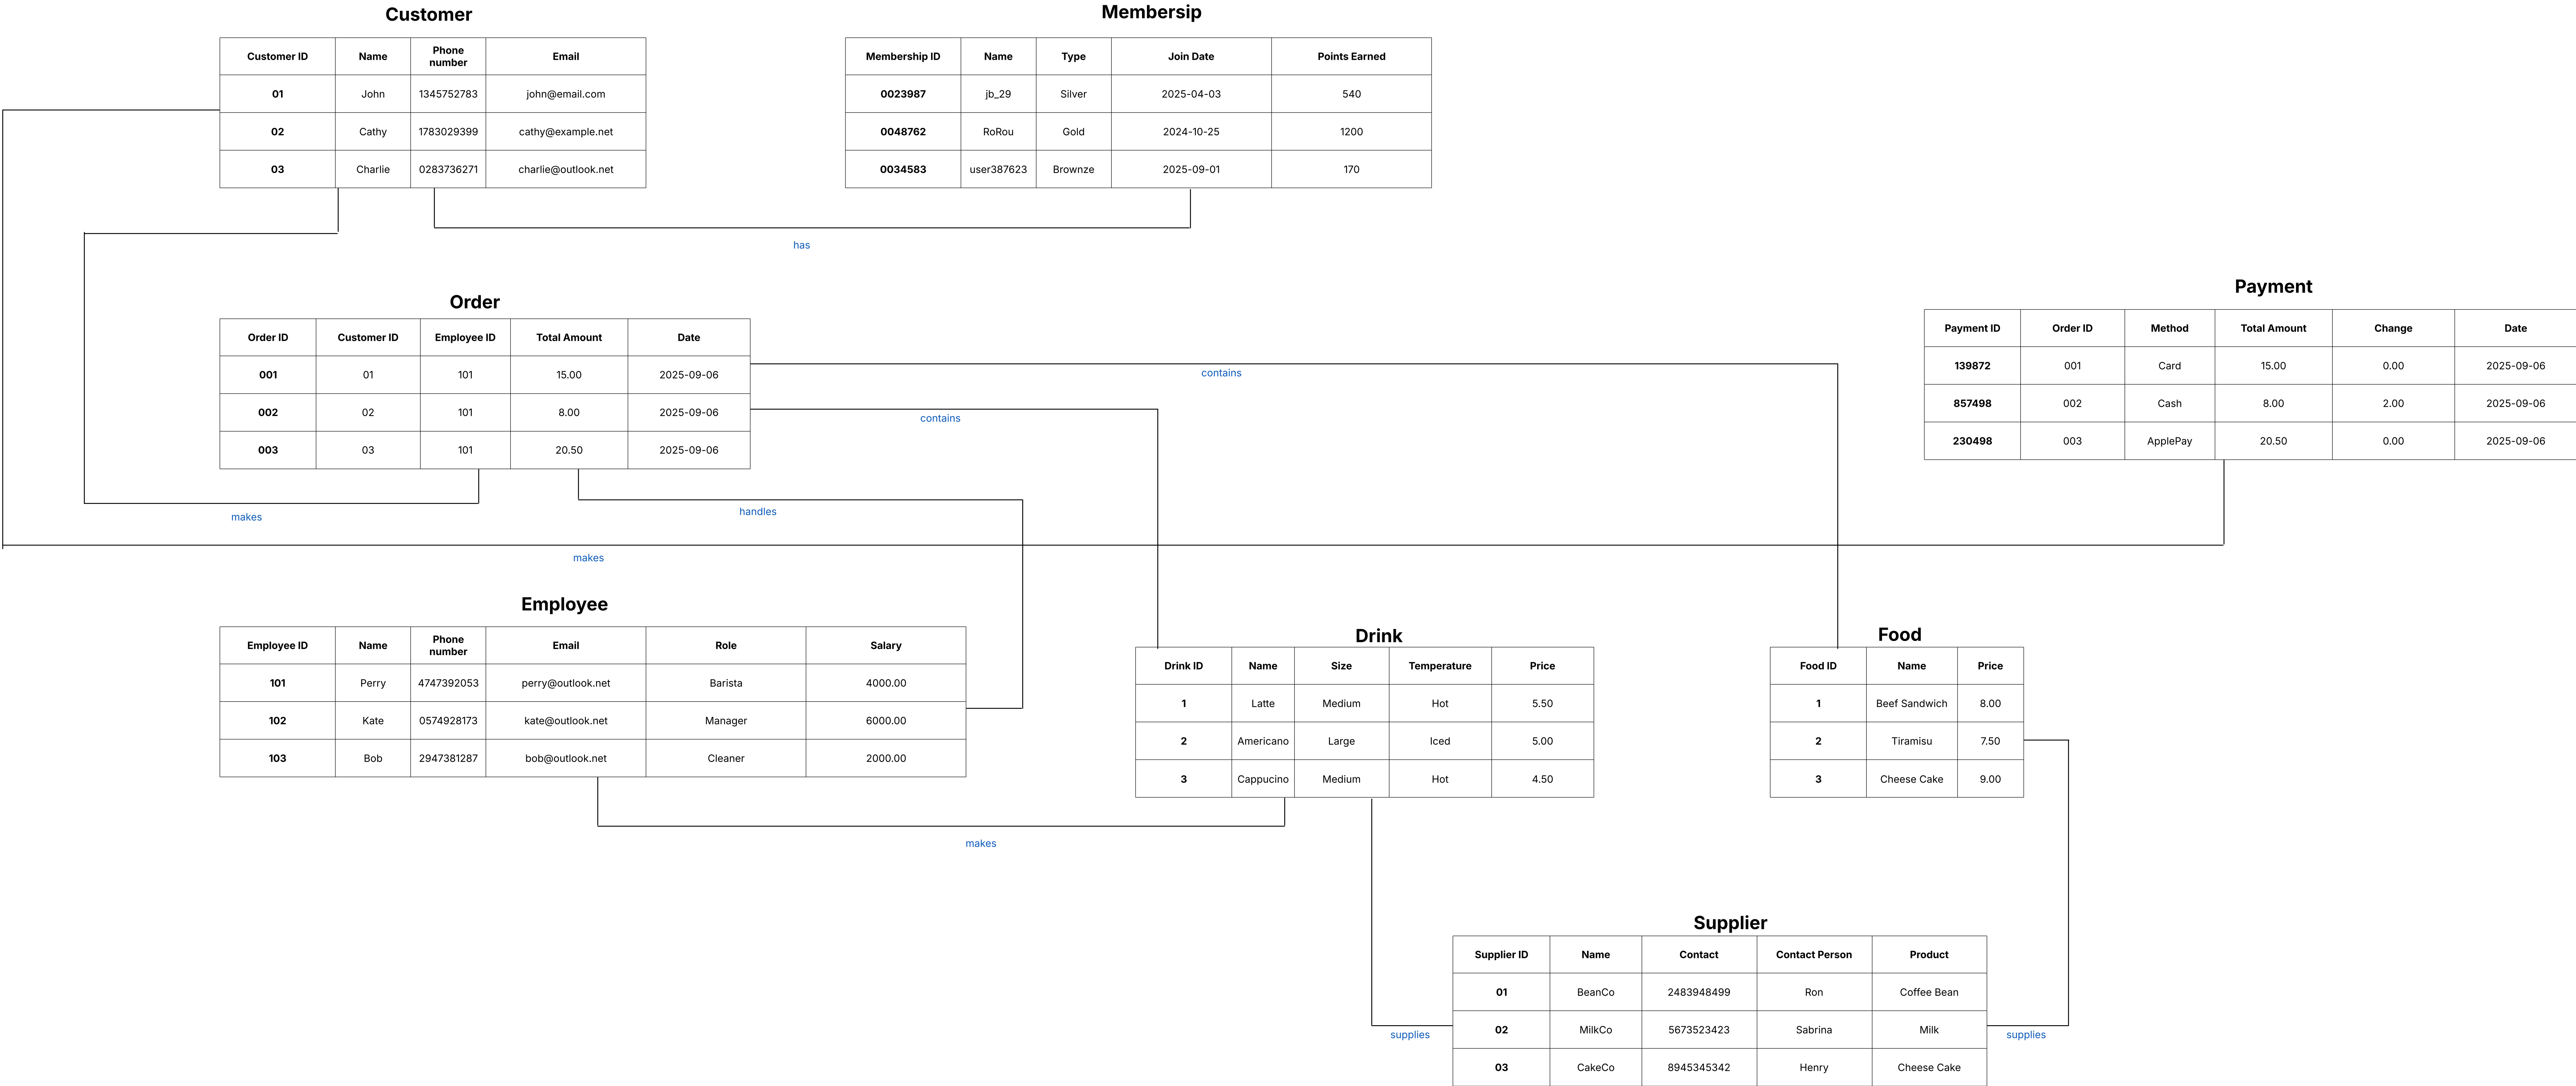 Customer
Customer ID Name Phone number Email
01 John 1345752783 john@email.com
02 Cathy 1783029399 cathy@example.net
03 Charlie 0283736271 charlie@outlook.net
Membersip
Membership ID Name Type Join Date Points Earned
0023987 jb_29 Silver 2025-04-03 540
0048762 RoRou Gold 2024-10-25 1200
0034583 user387623 Brownze 2025-09-01 170
has
Order
Order ID Customer ID Employee ID Total Amount Date
001 01 101 15.00 2025-09-06
002 02 101 8.00 2025-09-06
003 03 101 20.50 2025-09-06
Payment
Payment ID Order ID Method Total Amount Change Date
139872 001 Card 15.00 0.00 2025-09-06
857498 002 Cash 8.00 2.00 2025-09-06
230498 003 ApplePay 20.50 0.00 2025-09-06
contains
contains
makes
handles
makes
Employee
Employee ID Name Phone number Email Role Salary
101 Perry 4747392053 perry@outlook.net Barista 4000.00
102 Kate 0574928173 kate@outlook.net Manager 6000.00
103 Bob 2947381287 bob@outlook.net Cleaner 2000.00
Drink
Drink ID Name Size Temperature Price
1 Latte Medium Hot 5.50
2 Americano Large Iced 5.00
3 Cappucino Medium Hot 4.50
Food
Food ID Name Price
1 Beef Sandwich 8.00
2 Tiramisu 7.50
3 Cheese Cake 9.00
makes
Supplier
Supplier ID Name Contact Contact Person Product
01 BeanCo 2483948499 Ron Coffee Bean
02 MilkCo 5673523423 Sabrina Milk
03 CakeCo 8945345342 Henry Cheese Cake
supplies
supplies